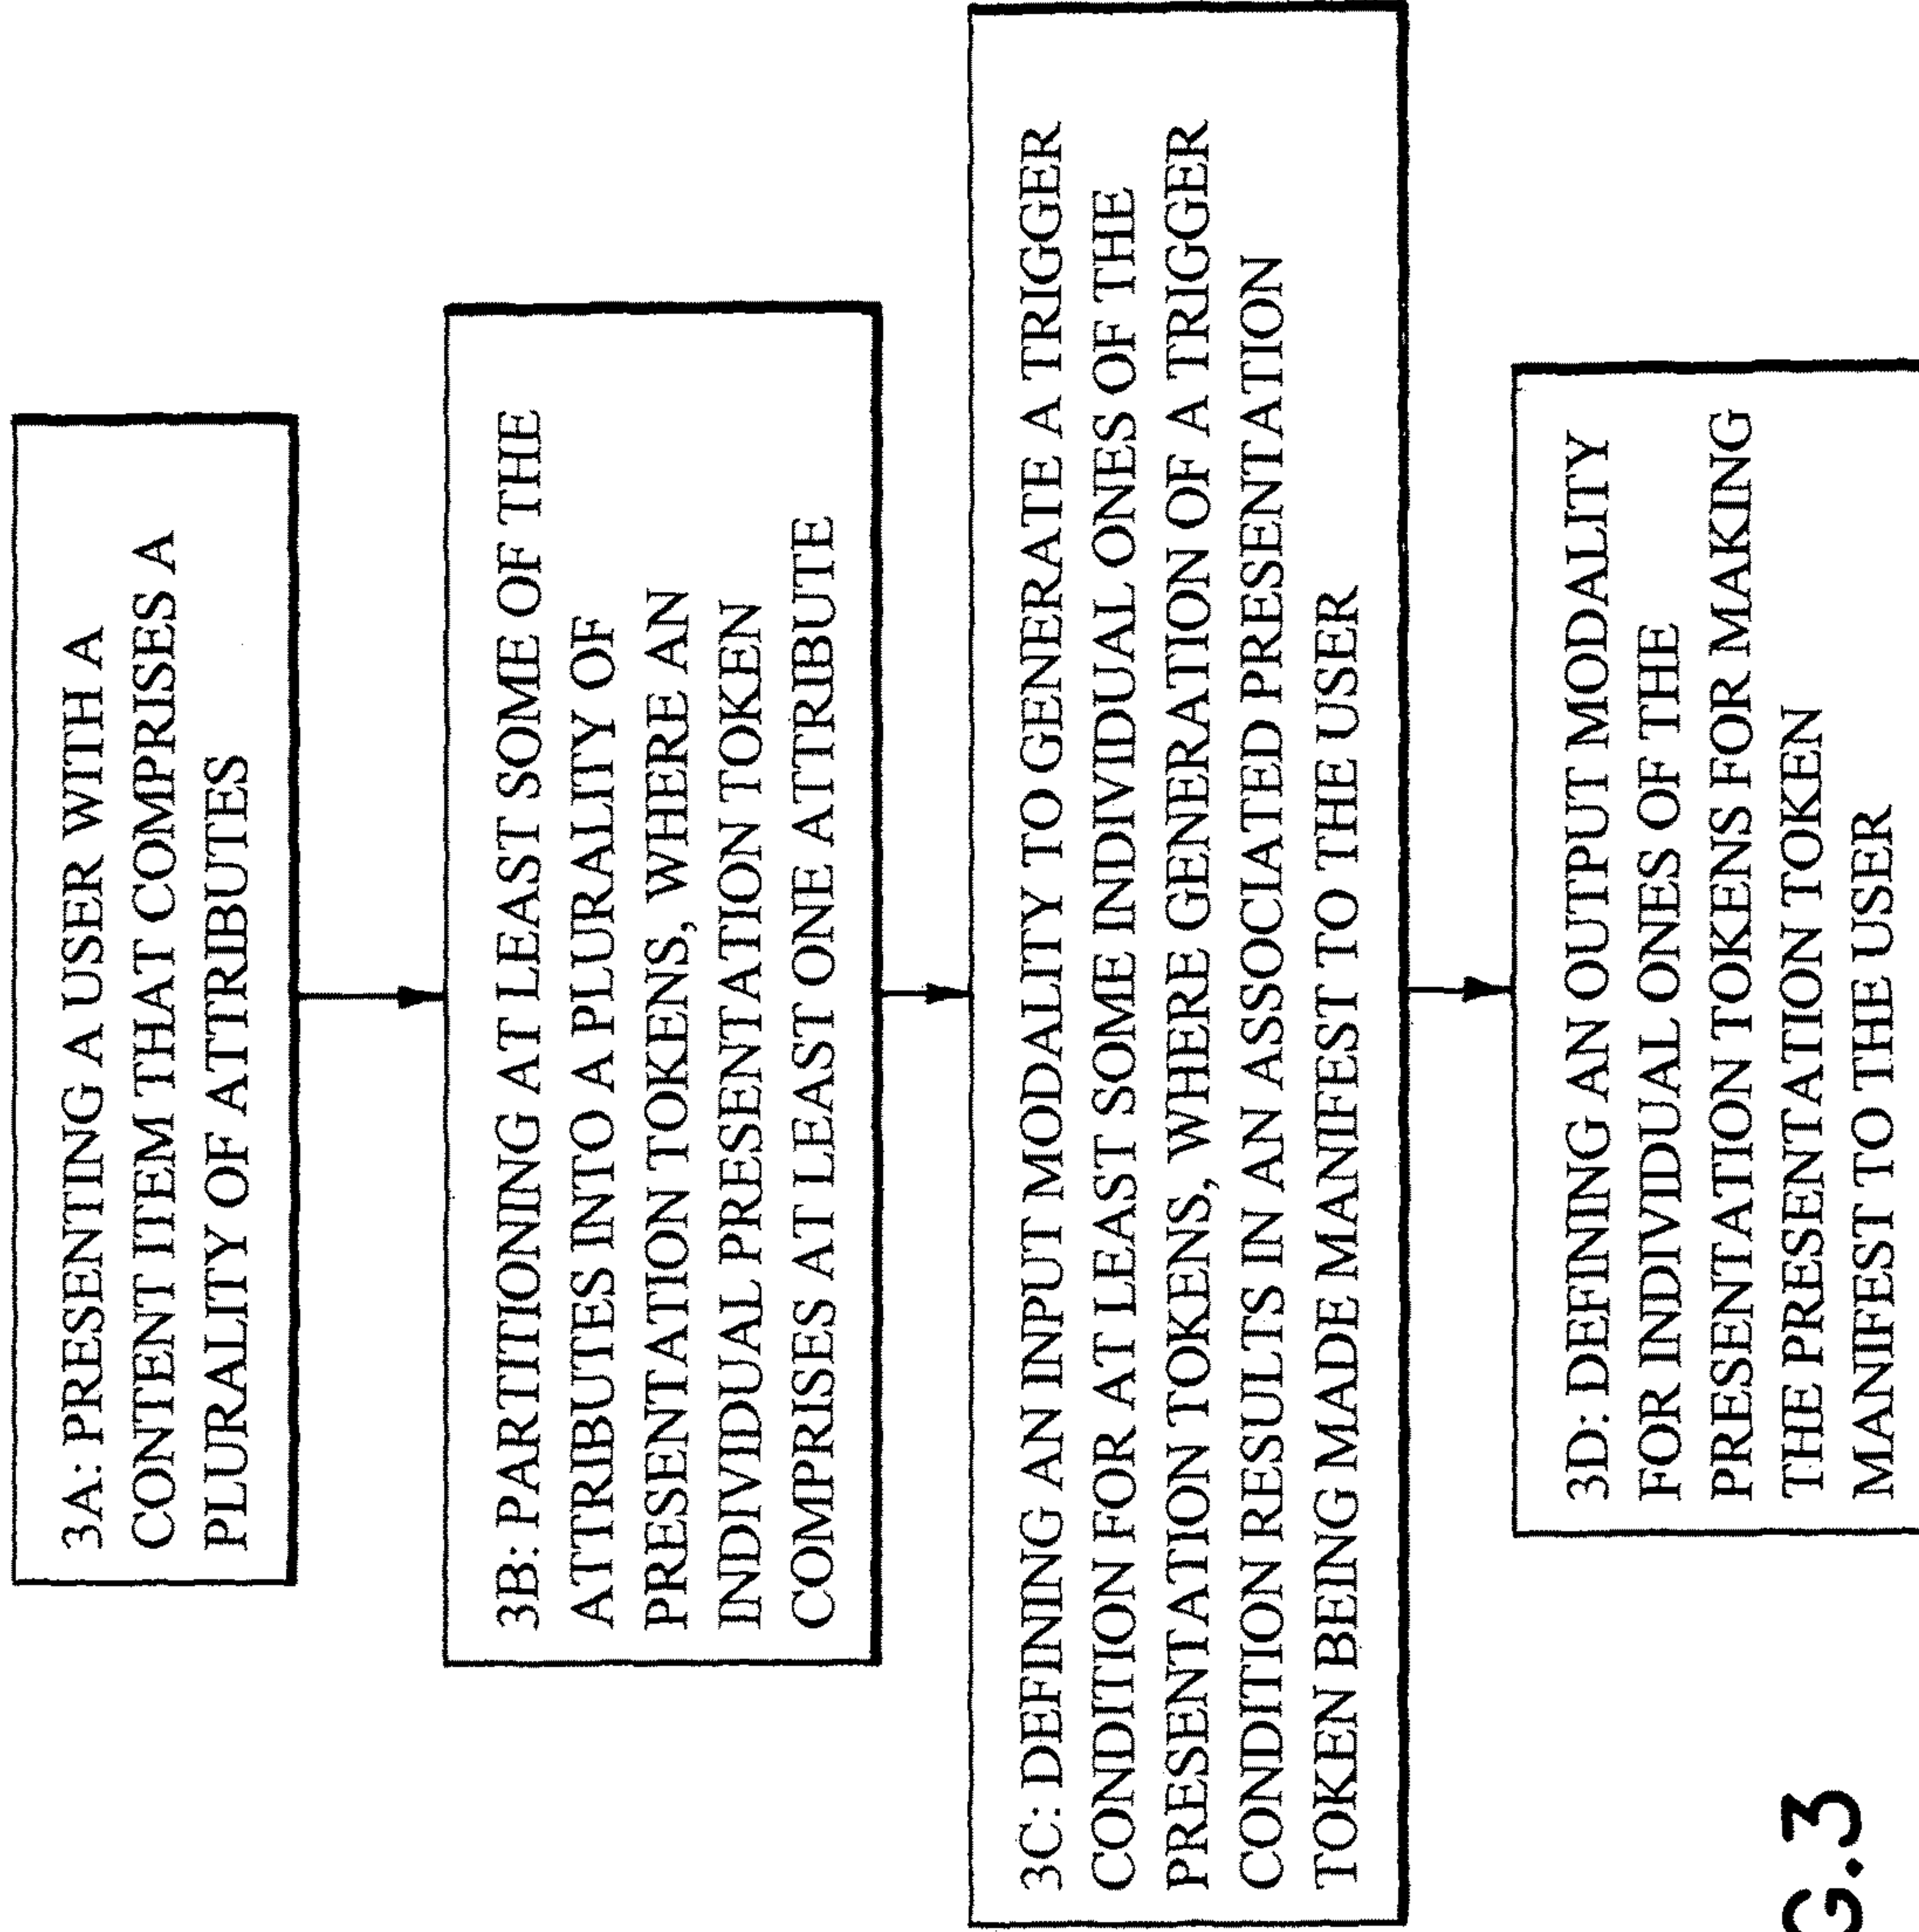 3A: PRESENTING A USER WITH A
CONTENT ITEM THAT COMPRISES A
PLURALITY OF ATTRIBUTES
3B: PARTITIONING AT LEAST SOME OF THE
ATTRIBUTES INTO A PLURALITY OF
PRESENTATION TOKENS, WHERE AN
INDIVIDUAL PRESENTATION TOKEN
COMPRISES AT LEAST ONE ATTRIBUTE
3C: DEFINING AN INPUT MODALITY TO GENERATE A TRIGGER
CONDITION FOR AT LEAST SOME INDIVIDUAL ONES OF THE
PRESENTATION TOKENS, WHERE GENERATION OF A TRIGGER
CONDITION RESULTS IN AN ASSOCIATED PRESENTATION
TOKEN BEING MADE MANIFEST TO THE USER
3D: DEFINING AN OUTPUT MODALITY
FOR INDIVIDUAL ONES OF THE
PRESENTATION TOKENS FOR MAKING
THE PRESENTATION TOKEN
MANIFEST TO THE USER
G.3